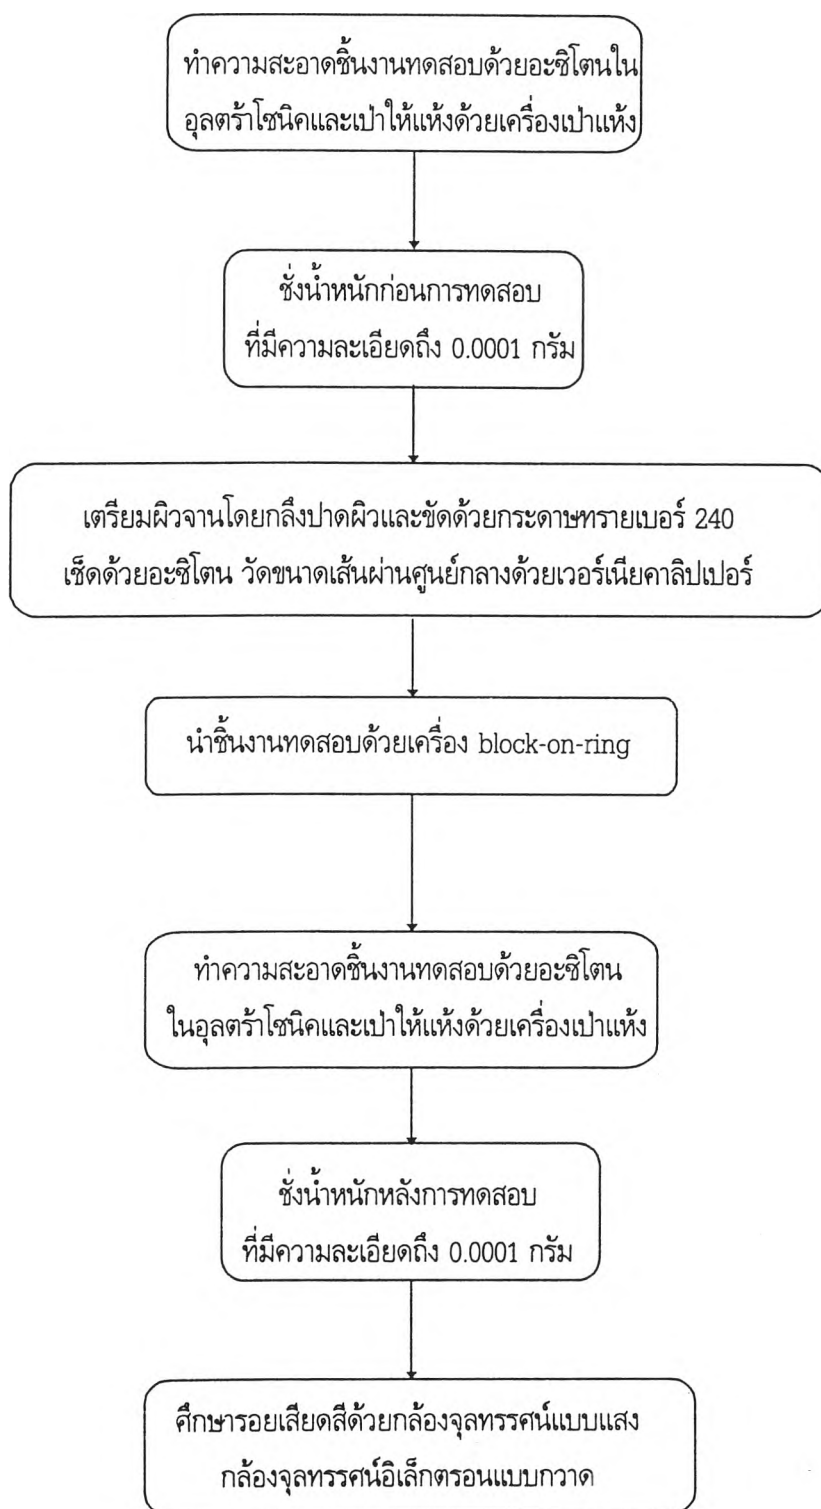 ทำความสะอาดชิ้นงานทดสอบด้วยอะซิโตนใน
อุลตร้าโซนิคและเป่าให้แห้งด้วยเครื่องเป่าแห้ง
ชั่งน้ำหนักก่อนการทดสอบ
ที่มีความละเอียดถึง 0.0001 กรัม
เตรียมผิวจานโดยกลึงปาดผิวและขัดด้วยกระดาษทรายเบอร์ 240
เช็ดด้วยอะซิโตน วัดขนาดเส้นผ่านศูนย์กลางด้วยเวอร์เนียคาลิปเปอร์
นำชิ้นงานทดสอบด้วยเครื่อง block-on-ring
ทำความสะอาดชิ้นงานทดสอบด้วยอะซิโตน
ในอุลตร้าโซนิคและเป่าให้แห้งด้วยเครื่องเป่าแห้ง
ชั่งน้ำหนักหลังการทดสอบ
ที่มีความละเอียดถึง 0.0001 กรัม
ศึกษารอยเสียดสีด้วยกล้องจุลทรรศน์แบบแสง
กล้องจุลทรรศน์อิเล็กตรอนแบบกวาด